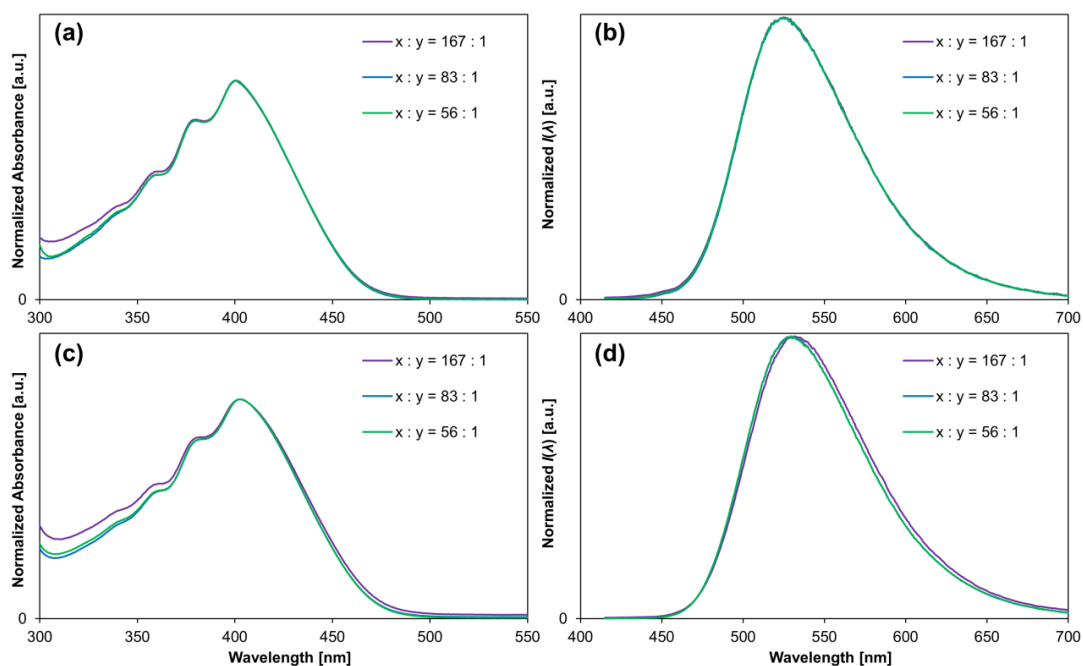 (a)
x : y = 167 : 1
x : y = 83 : 1
x : y = 56 : 1
Normalized Absorbance [a.u.]
0
300 350 400 450 500 550
(b)
x : y = 167 : 1
x : y = 83 : 1
x : y = 56 : 1
Normalized I(λ) [a.u.]
0
400 450 500 550 600 650 700
(c)
x : y = 167 : 1
x : y = 83 : 1
x : y = 56 : 1
Normalized Absorbance [a.u.]
0
300 350 400 450 500 550
Wavelength [nm]
(d)
x : y = 167 : 1
x : y = 83 : 1
x : y = 56 : 1
Normalized I(λ) [a.u.]
0
400 450 500 550 600 650 700
Wavelength [nm]